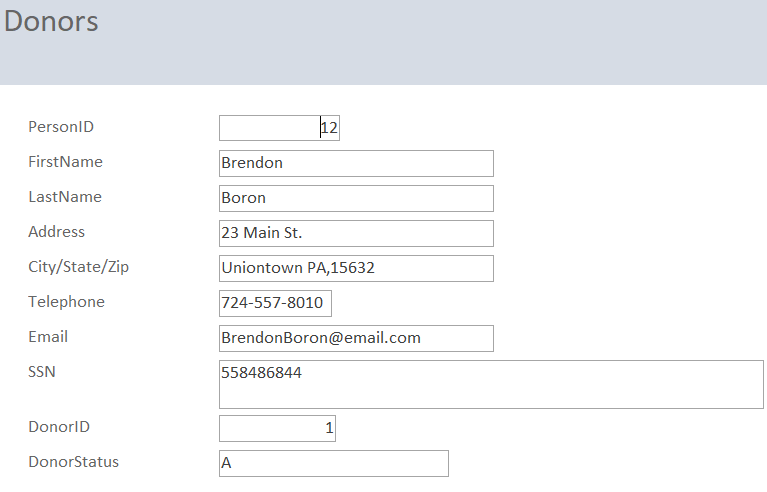 Donors
PersonID 12
FirstName Brendon
LastName Boron
Address 23 Main St.
City/State/Zip Uniontown PA,15632
Telephone 724-557-8010
Email BrendonBoron@email.com
SSN 558486844
DonorID 1
DonorStatus A